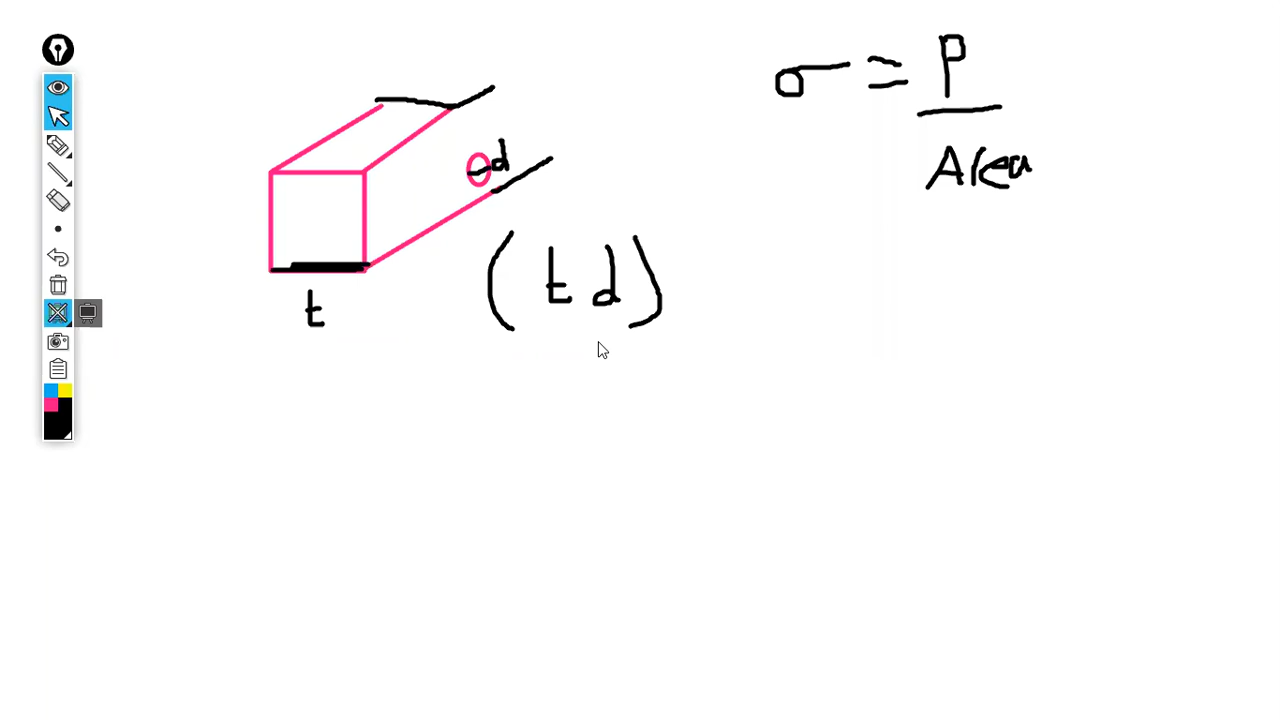 σ = P
Area
d
( t d )
t